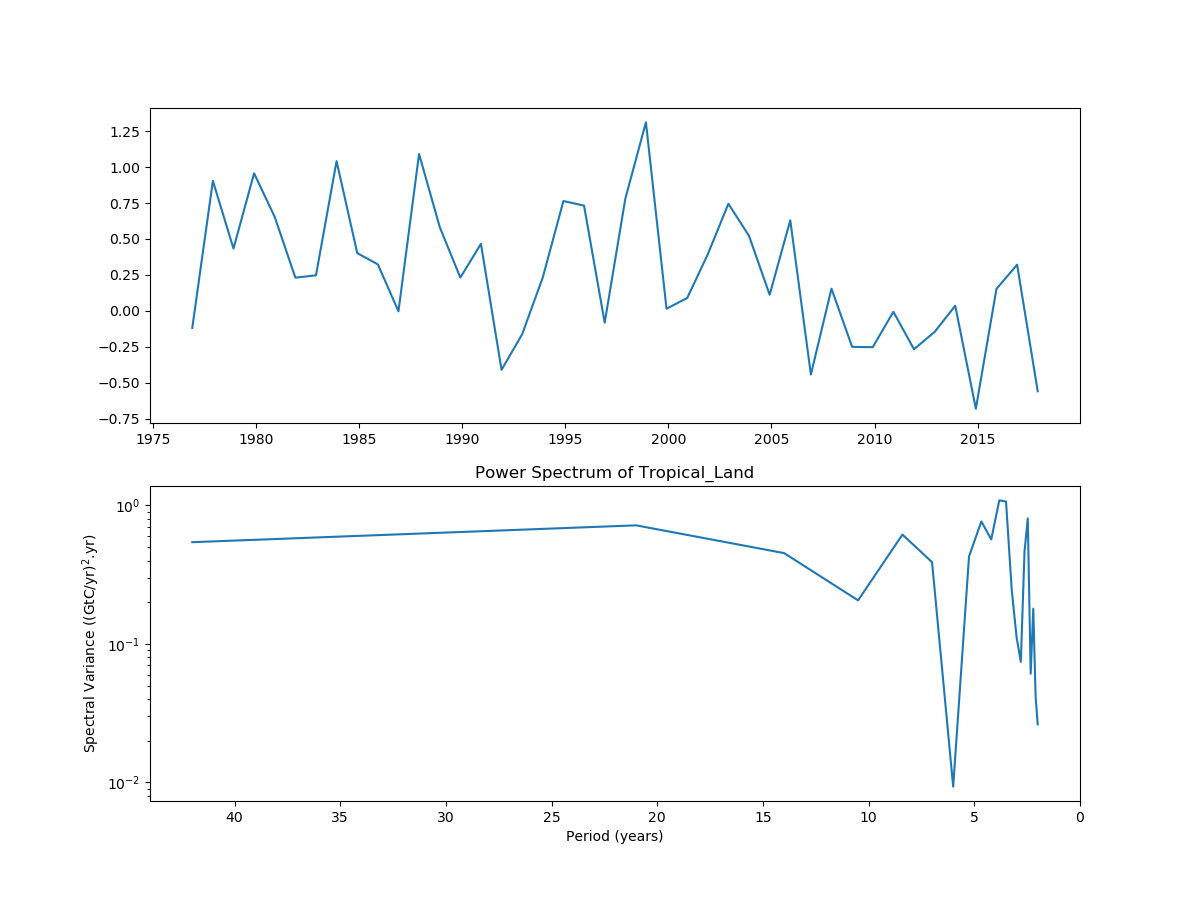 1.25
1.00
0.75
0.50
0.25
0.00
−0.25
−0.50
−0.75
1975 1980 1985 1990 1995 2000 2005 2010 2015
Power Spectrum of Tropical_Land
10⁰
10⁻¹
10⁻²
Spectral Variance ((GtC/yr)².yr)
40 35 30 25 20 15 10 5 0
Period (years)